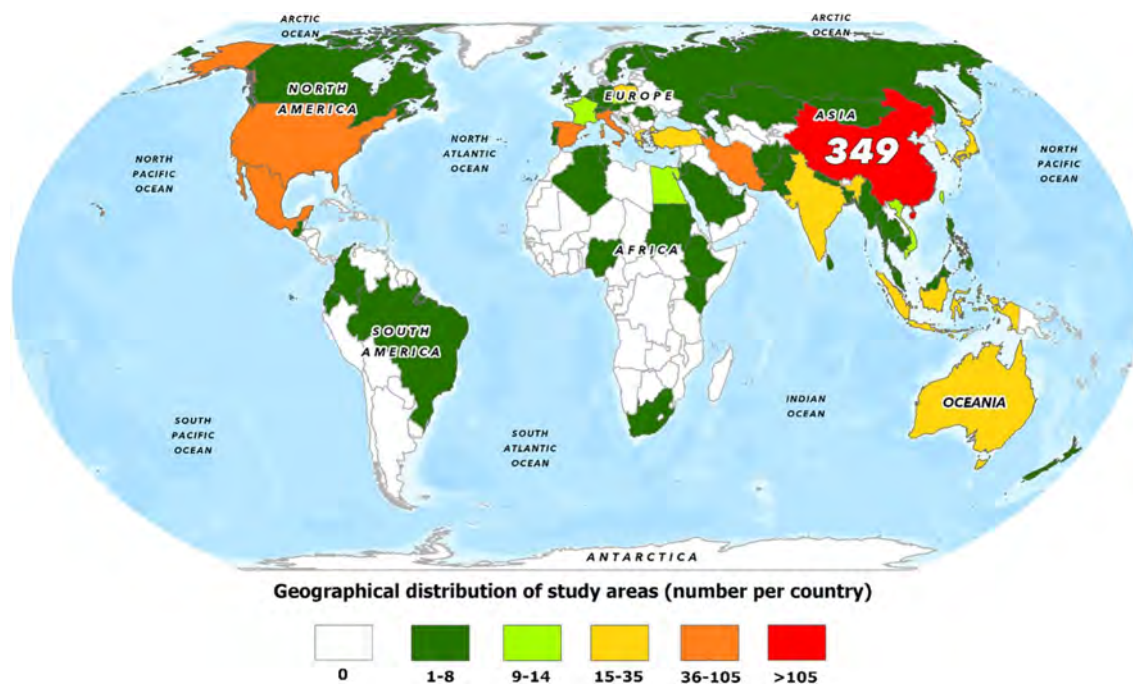 ARCTIC
OCEAN
ARCTIC
OCEAN
NORTH
AMERICA
EUROPE
ASIA
349
NORTH
PACIFIC
OCEAN
NORTH
ATLANTIC
OCEAN
NORTH
PACIFIC
OCEAN
AFRICA
SOUTH
AMERICA
INDIAN
OCEAN
OCEANIA
SOUTH
PACIFIC
OCEAN
SOUTH
ATLANTIC
OCEAN
ANTARCTICA
Geographical distribution of study areas (number per country)
0 1-8 9-14 15-35 36-105 >105